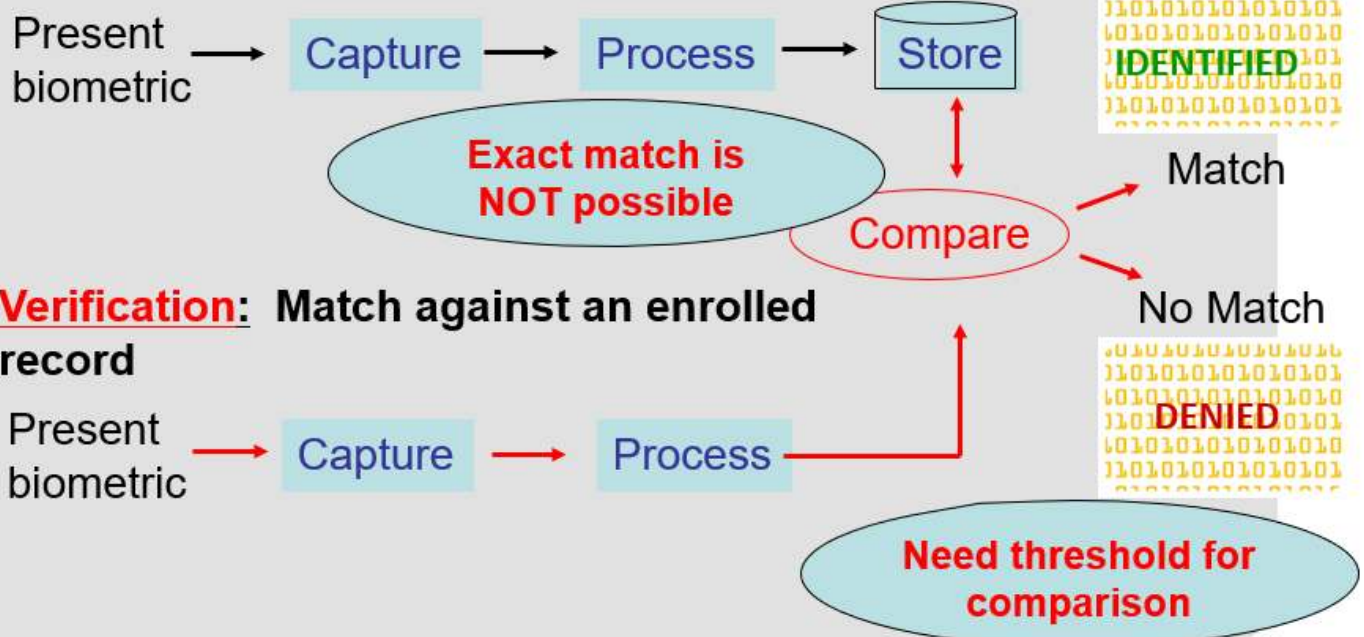 Present
biometric
Capture
Process
Store
IDENTIFIED
Exact match is
NOT possible
Match
Compare
Verification: Match against an enrolled
record
No Match
Present
biometric
Capture
Process
DENIED
Need threshold for
comparison